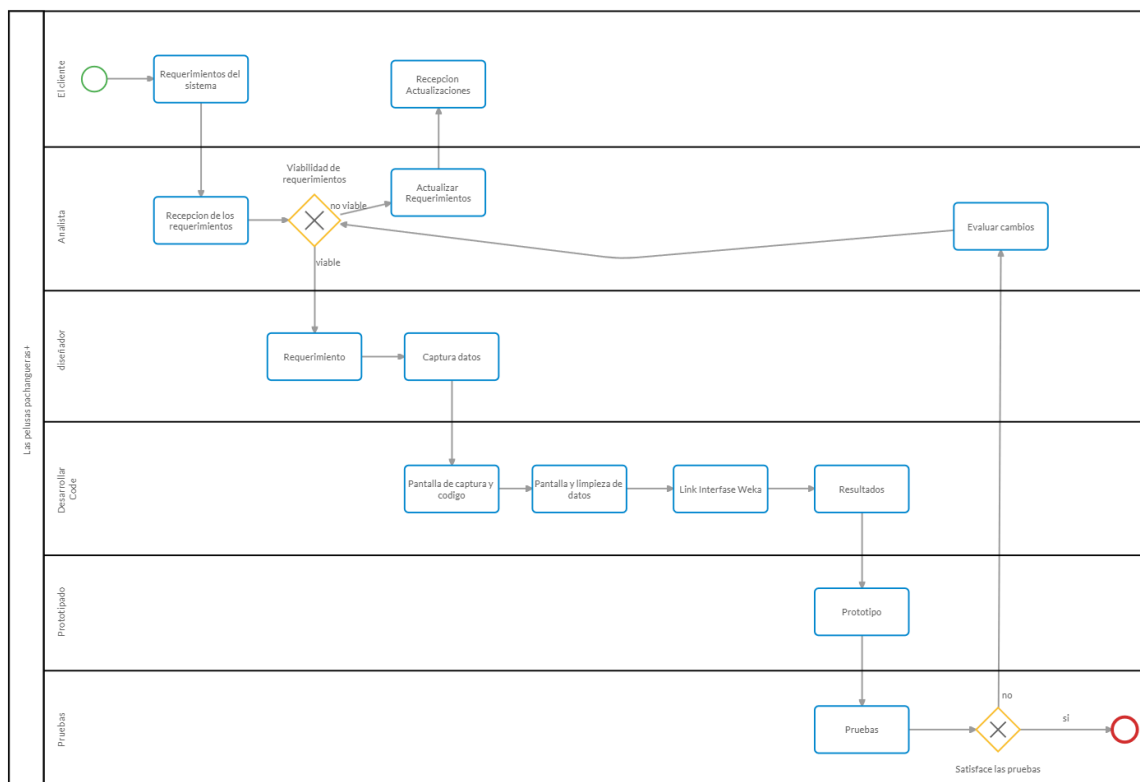 Las pelusas pachangueras+
El cliente
Requerimientos del
sistema
Recepcion
Actualizaciones
Analista
Recepcion de los
requerimientos
Viabilidad de
requerimientos
no viable
viable
Actualizar
Requerimientos
Evaluar cambios
diseñador
Requerimiento
Captura datos
Desarrollar
Code
Pantalla de captura y
codigo
Pantalla y limpieza de
datos
Link Interfase Weka
Resultados
Prototipado
Prototipo
Pruebas
Pruebas
no
si
Satisface las pruebas